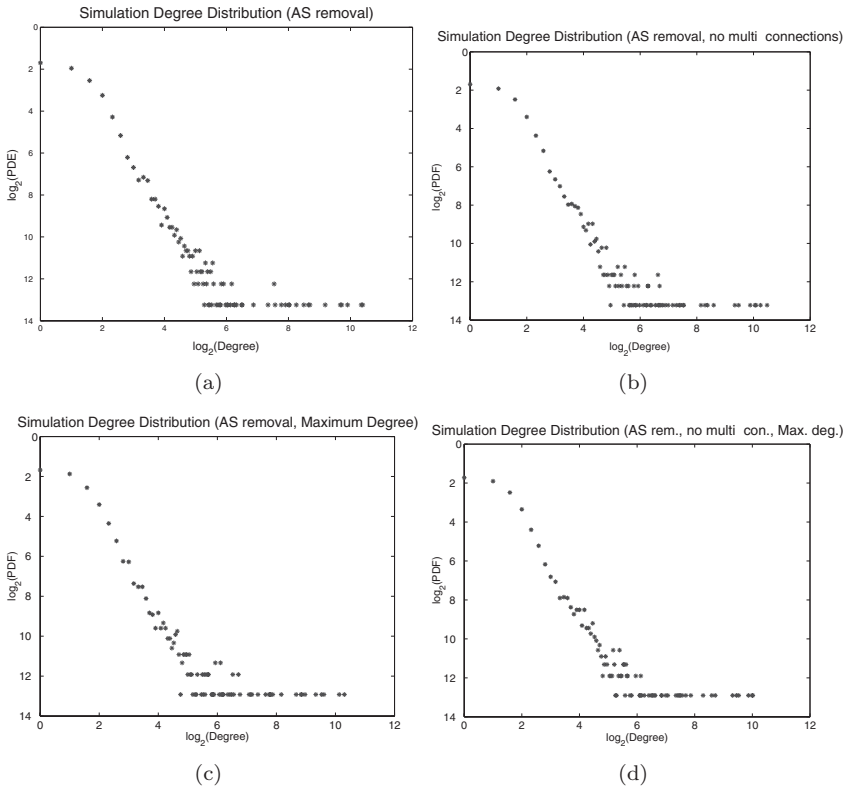 Simulation Degree Distribution (AS removal)
0
2
4
6
8
10
12
14
log2(PDE)
0 2 4 6 8 10 12
log2(Degree)
(a)
Simulation Degree Distribution (AS removal, no multi connections)
0
2
4
6
8
10
12
14
log2(PDF)
0 2 4 6 8 10 12
log2(Degree)
(b)
Simulation Degree Distribution (AS removal, Maximum Degree)
0
2
4
6
8
10
12
14
log2(PDF)
0 2 4 6 8 10 12
log2(Degree)
(c)
Simulation Degree Distribution (AS rem., no multi con., Max. deg.)
0
2
4
6
8
10
12
14
log2(PDF)
0 2 4 6 8 10 12
log2(Degree)
(d)